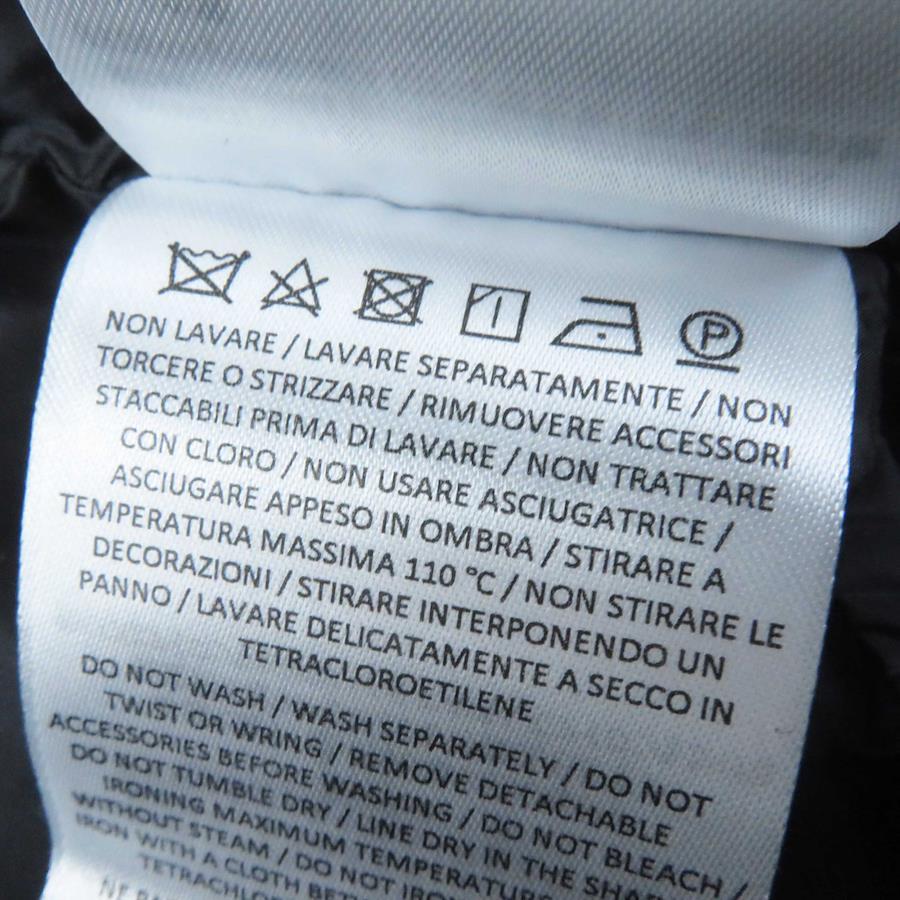 P
NON LAVARE / LAVARE SEPARATAMENTE / NON
TORCERE O STRIZZARE / RIMUOVERE ACCESSORI
STACCABILI PRIMA DI LAVARE / NON TRATTARE
CON CLORO / NON USARE ASCIUGATRICE /
ASCIUGARE APPESO IN OMBRA / STIRARE A
TEMPERATURA MASSIMA 110 °C / NON STIRARE LE
DECORAZIONI / STIRARE INTERPONENDO UN
PANNO / LAVARE DELICATAMENTE A SECCO IN
TETRACLOROETILENE
DO NOT WASH / WASH SEPARATELY / DO NOT
TWIST OR WRING / REMOVE DETACHABLE
ACCESSORIES BEFORE WASHING / DO NOT BLEACH /
DO NOT TUMBLE DRY / LINE DRY IN THE
IRONING MAXIMUM TEMPERATURE
WITHOUT STEAM / DO NOT IRON
IRON WITH A CLOTH